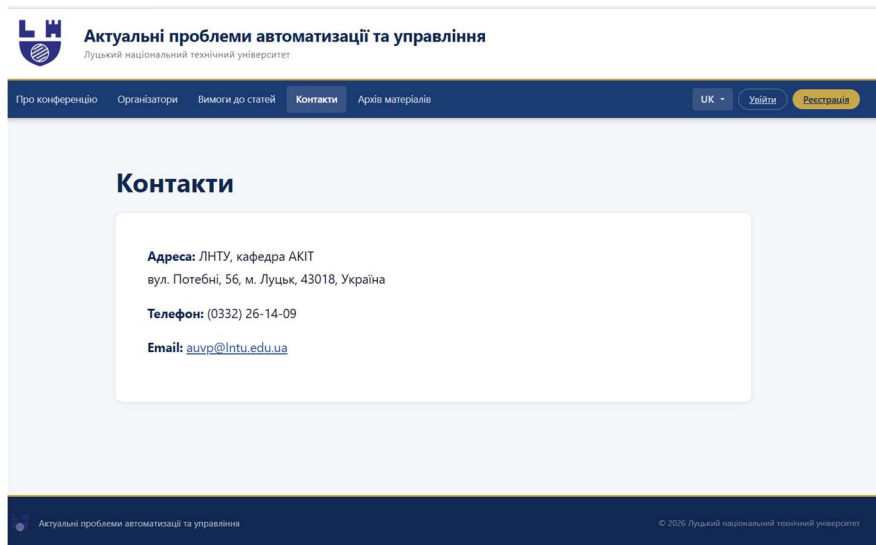 Актуальні проблеми автоматизації та управління
Луцький національний технічний університет
Про конференцію Організатори Вимоги до статей Контакти Архів матеріалів UK Увійти Реєстрація
Контакти
Адреса: ЛНТУ, кафедра АКІТ
вул. Потебні, 56, м. Луцьк, 43018, Україна
Телефон: (0332) 26-14-09
Email: auvp@lntu.edu.ua
Актуальні проблеми автоматизації та управління © 2026 Луцький національний технічний університет